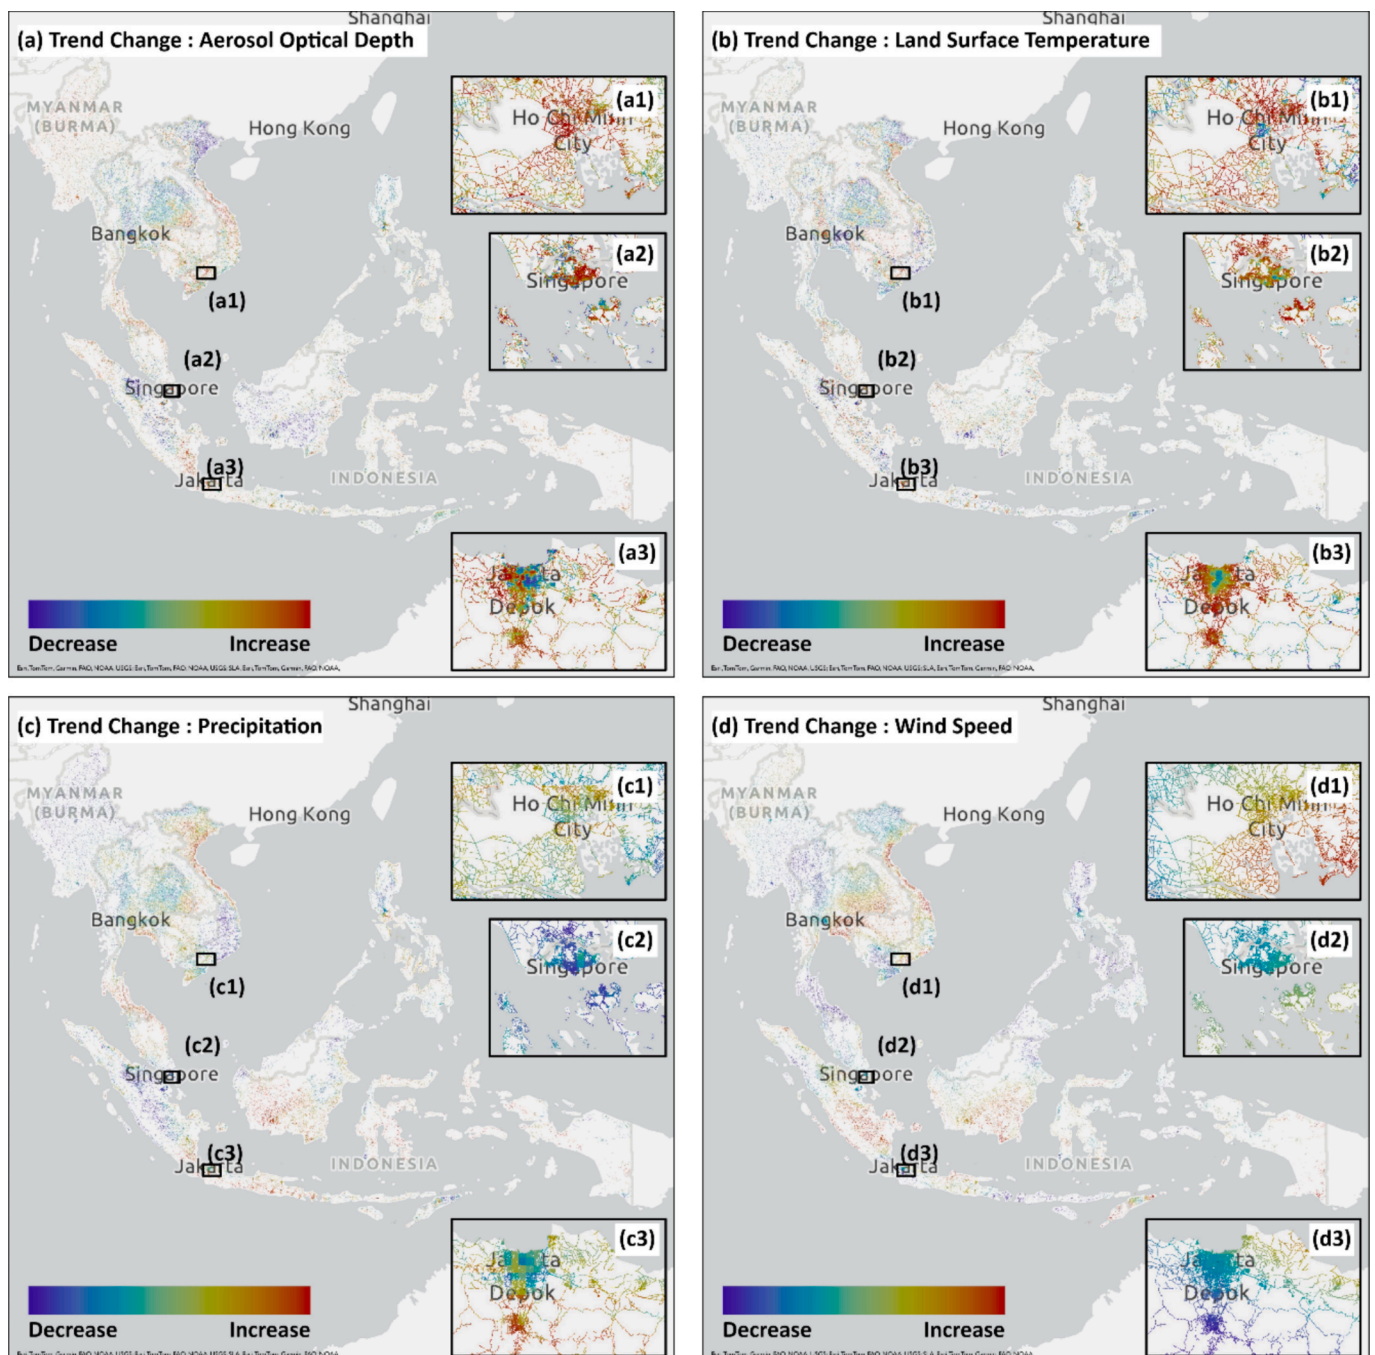 Shanghai
(a) Trend Change : Aerosol Optical Depth
MYANMAR
(BURMA)
Hong Kong
Bangkok
(a1)
Ho Chi Minh
City
(a2)
Singapore
(a1)
(a2)
Singapore
(a3)
Jakarta
INDONESIA
(a3)
Jakarta
Depok
Decrease
Increase
Shanghai
(b) Trend Change : Land Surface Temperature
MYANMAR
(BURMA)
Hong Kong
Bangkok
(b1)
Ho Chi Minh
City
(b2)
Singapore
(b1)
(b2)
Singapore
(b3)
Jakarta
INDONESIA
(b3)
Jakarta
Depok
Decrease
Increase
Shanghai
(c) Trend Change : Precipitation
MYANMAR
(BURMA)
Hong Kong
Bangkok
(c1)
Ho Chi Minh
City
(c2)
Singapore
(c1)
(c2)
Singapore
(c3)
Jakarta
INDONESIA
(c3)
Jakarta
Depok
Decrease
Increase
Shanghai
(d) Trend Change : Wind Speed
MYANMAR
(BURMA)
Hong Kong
Bangkok
(d1)
Ho Chi Minh
City
(d2)
Singapore
(d1)
(d2)
Singapore
(d3)
Jakarta
INDONESIA
(d3)
Jakarta
Depok
Decrease
Increase